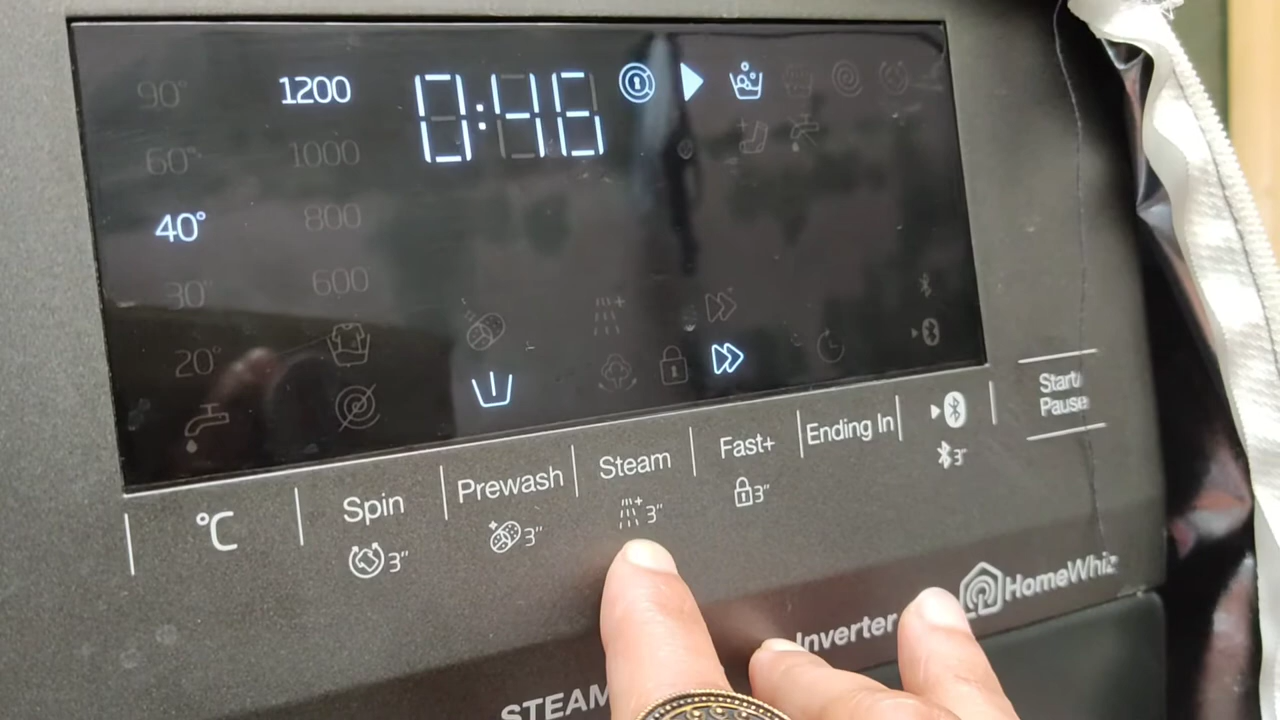 90°
1200
0:46
60°
1000
40°
800
30°
600
20°
°C
Spin
3"
Prewash
3"
Steam
3"
Fast+
3"
Ending In
3"
Start/
Pause
HomeWhiz
Inverter
STEAM